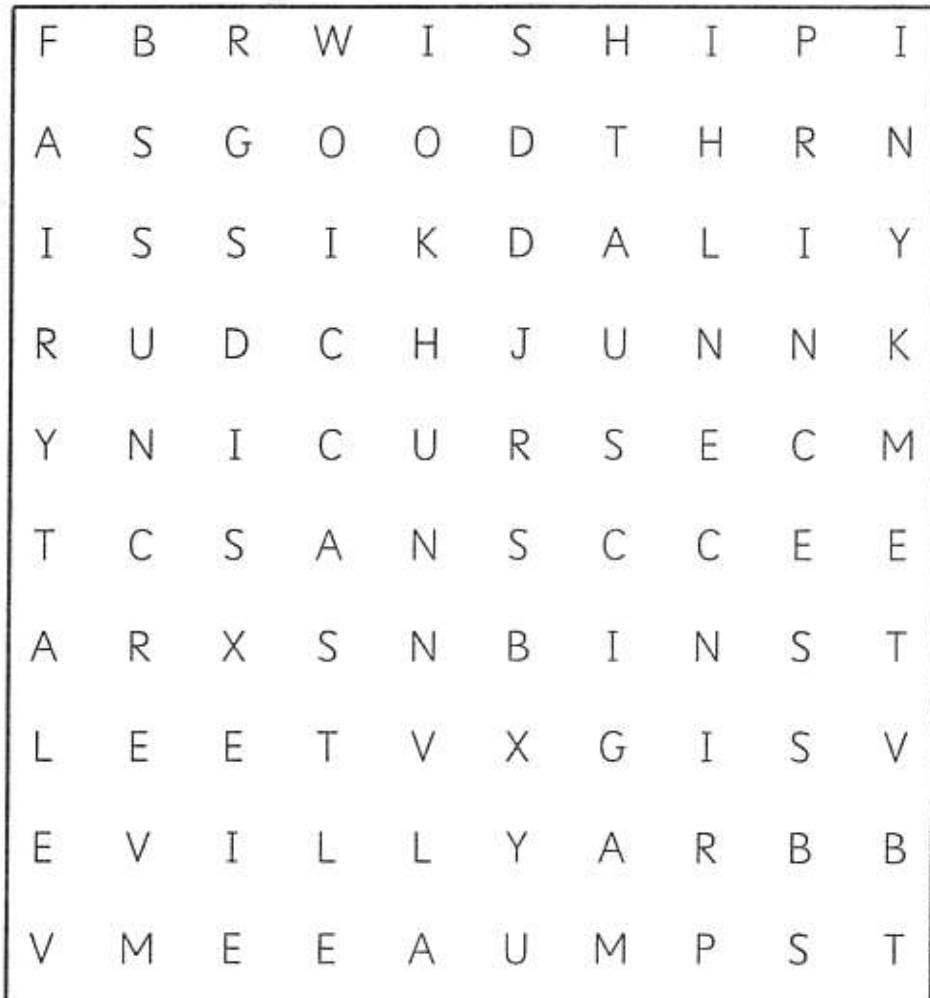 F B R W I S H I P I
A S G O O D T H R N
I S S I K D A L I Y
R U D C H J U N N K
Y N I C U R S E C M
T C S A N S C C E E
A R X S N B I N S T
L E E T V X G I S V
E V I L L Y A R B B
V M E E A U M P S T